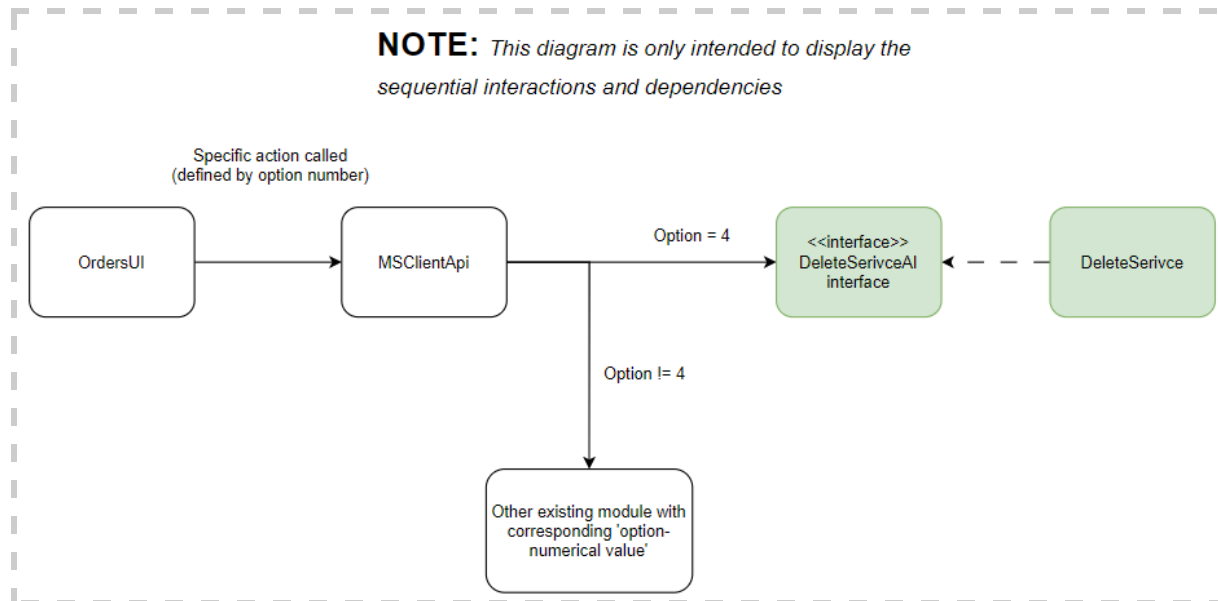 NOTE: This diagram is only intended to display the
sequential interactions and dependencies
Specific action called
(defined by option number)
OrdersUI
MSClientApi
Option = 4
<<interface>>
DeleteSerivceAI
interface
DeleteSerivce
Option != 4
Other existing module with
corresponding 'option-
numerical value'